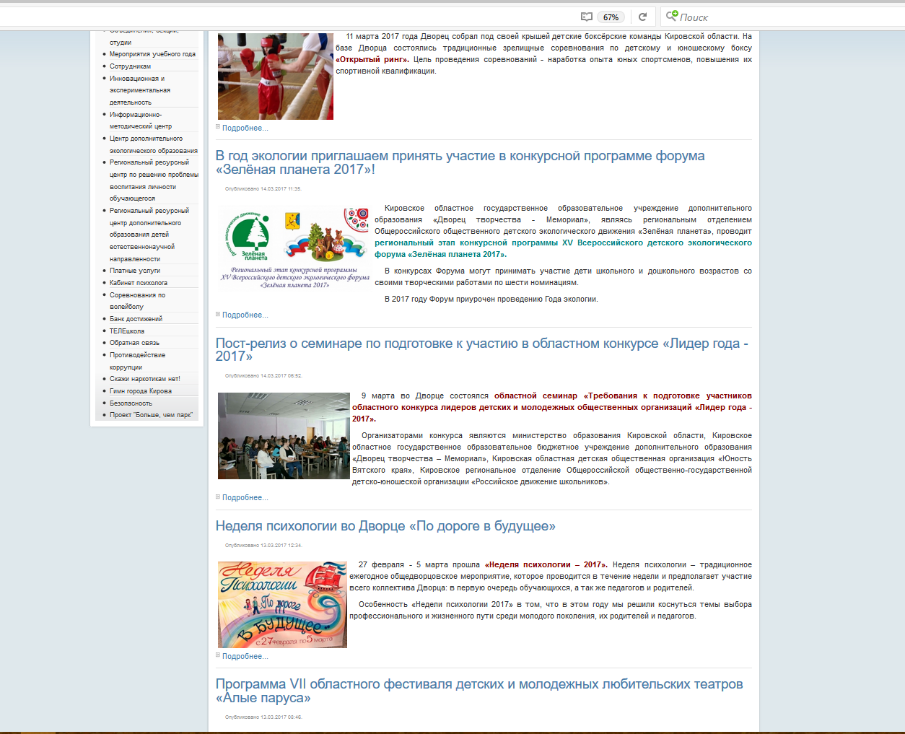 67%
Поиск
студии
Мероприятия учебного года
Сотрудникам
Инновационная и
экспериментальная
деятельность
Информационно-
методический центр
Центр дополнительного
экологического образования
Региональный ресурсный
центр по решению проблемы
воспитания личности
обучающегося
Региональный ресурсный
центр дополнительного
образования детей
естественнонаучной
направленности
Платные услуги
Кабинет психолога
Соревнования по
волейболу
Банк достижений
ТЕЛЕшкола
Обратная связь
Противодействие
коррупции
Скажи наркотикам нет!
Гимн города Кирова
Безопасность
Проект "Больше, чем парк"
11 марта 2017 года Дворец собрал под своей крышей детские боксёрские команды Кировской области. На
базе Дворца состоялись традиционные зрелищные соревнования по детскому и юношескому боксу
«Открытый ринг». Цель проведения соревнований - наработка опыта юных спортсменов, повышения их
спортивной квалификации.
Подробнее...
В год экологии приглашаем принять участие в конкурсной программе форума
«Зелёная планета 2017»!
Опубликовано 14.03.2017 11:35.
Зелёная
планета
Региональный этап конкурсной программы
XV Всероссийского детского экологического форума
«Зелёная планета 2017»
Кировское областное государственное образовательное учреждение дополнительного
образования «Дворец творчества - Мемориал», являясь региональным отделением
Общероссийского общественного детского экологического движения «Зелёная планета», проводит
региональный этап конкурсной программы XV Всероссийского детского экологического
форума «Зелёная планета 2017».
В конкурсах Форума могут принимать участие дети школьного и дошкольного возрастов со
своими творческими работами по шести номинациям.
В 2017 году Форум приурочен проведению Года экологии.
Подробнее...
Пост-релиз о семинаре по подготовке к участию в областном конкурсе «Лидер года -
2017»
Опубликовано 14.03.2017 08:52.
9 марта во Дворце состоялся областной семинар «Требования к подготовке участников
областного конкурса лидеров детских и молодежных общественных организаций «Лидер года -
2017».
Организаторами конкурса являются министерство образования Кировской области, Кировское
областное государственное образовательное бюджетное учреждение дополнительного образования
«Дворец творчества – Мемориал», Кировская областная детская общественная организация «Юность
Вятского края», Кировское региональное отделение Общероссийской общественно-государственной
детско-юношеской организации «Российское движение школьников».
Подробнее...
Неделя психологии во Дворце «По дороге в будущее»
Опубликовано 13.03.2017 12:34.
Неделя
Психологии
По дороге
в будущее
с 27 февраля по 5 марта
27 февраля - 5 марта прошла «Неделя психологии – 2017». Неделя психологии – традиционное
ежегодное общедворцовское мероприятие, которое проводится в течение недели и предполагает участие
всего коллектива Дворца: в первую очередь обучающихся, а так же педагогов и родителей.
Особенность «Недели психологии 2017» в том, что в этом году мы решили коснуться темы выбора
профессионального и жизненного пути среди молодого поколения, их родителей и педагогов.
Подробнее...
Программа VII областного фестиваля детских и молодежных любительских театров
«Алые паруса»
Опубликовано 13.03.2017 09:46.